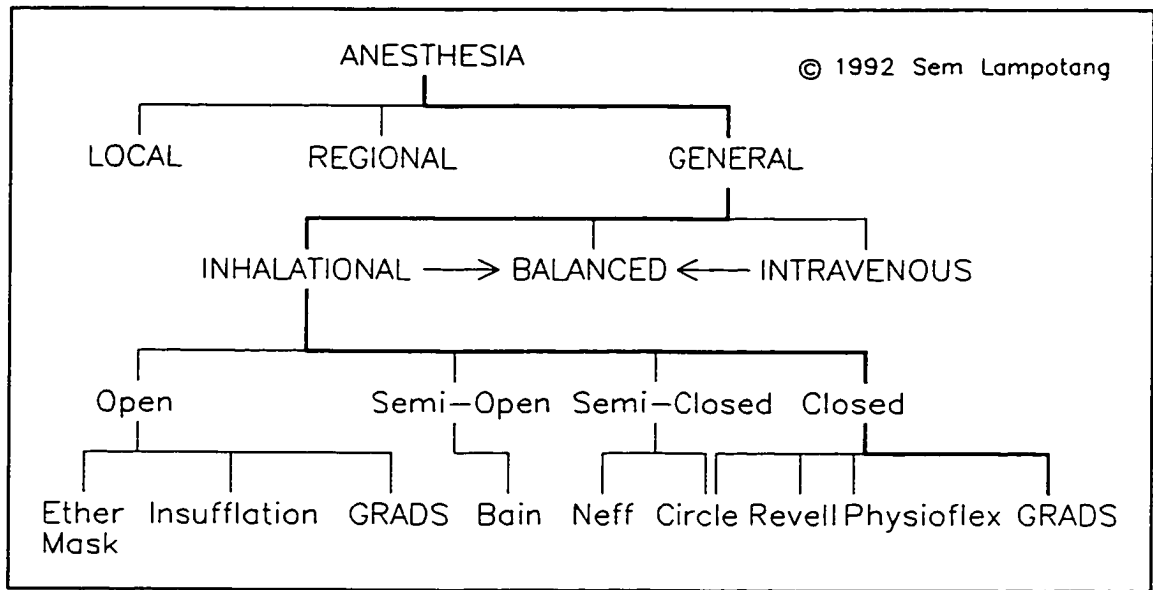 ANESTHESIA
© 1992 Sem Lampotang
LOCAL REGIONAL GENERAL
INHALATIONAL BALANCED INTRAVENOUS
Open Semi-Open Semi-Closed Closed
Ether Insufflation GRADS Bain Neff Circle Revell Physioflex GRADS
Mask